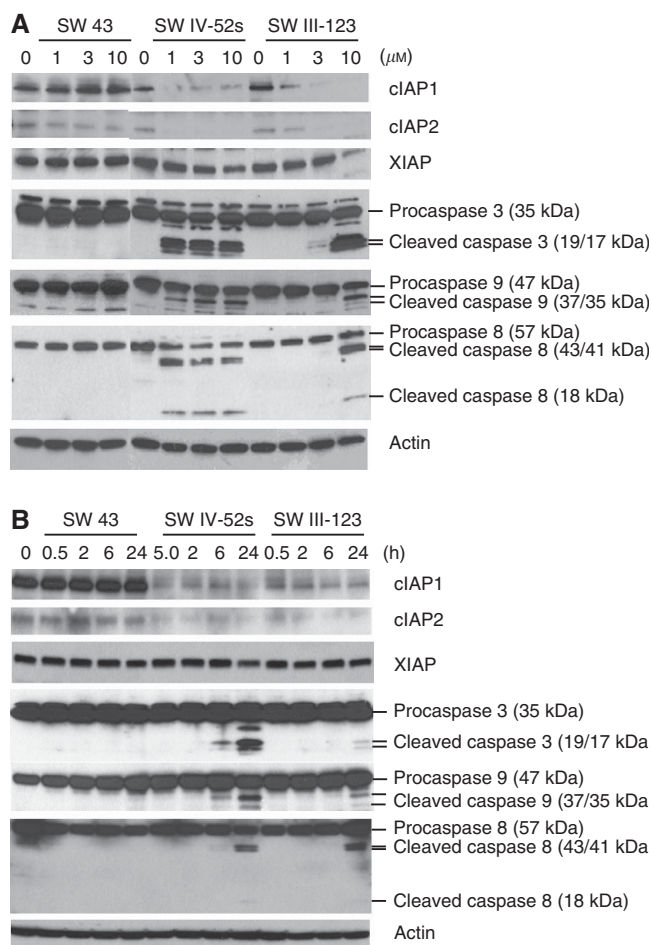 A
SW 43 SW IV-52s SW III-123
0 1 3 10 0 1 3 10 0 1 3 10 (μM)
cIAP1
cIAP2
XIAP
Procaspase 3 (35 kDa)
Cleaved caspase 3 (19/17 kDa)
Procaspase 9 (47 kDa)
Cleaved caspase 9 (37/35 kDa)
Procaspase 8 (57 kDa)
Cleaved caspase 8 (43/41 kDa)
Cleaved caspase 8 (18 kDa)
Actin
B
SW 43 SW IV-52s SW III-123
0 0.5 2 6 24 5.0 2 6 24 0.5 2 6 24 (h)
cIAP1
cIAP2
XIAP
Procaspase 3 (35 kDa)
Cleaved caspase 3 (19/17 kDa
Procaspase 9 (47 kDa)
Cleaved caspase 9 (37/35 kDa
Procaspase 8 (57 kDa)
Cleaved caspase 8 (43/41 kDa
Cleaved caspase 8 (18 kDa)
Actin